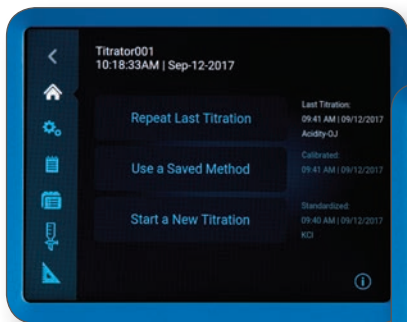 Titrator001
10:18:33AM | Sep-12-2017
Repeat Last Titration
Last Titration:
09:41 AM | 09/12/2017
Acidity-OJ
Use a Saved Method
Calibrated:
09:41 AM | 09/12/2017
Start a New Titration
Standardized:
09:40 AM | 09/12/2017
KCl